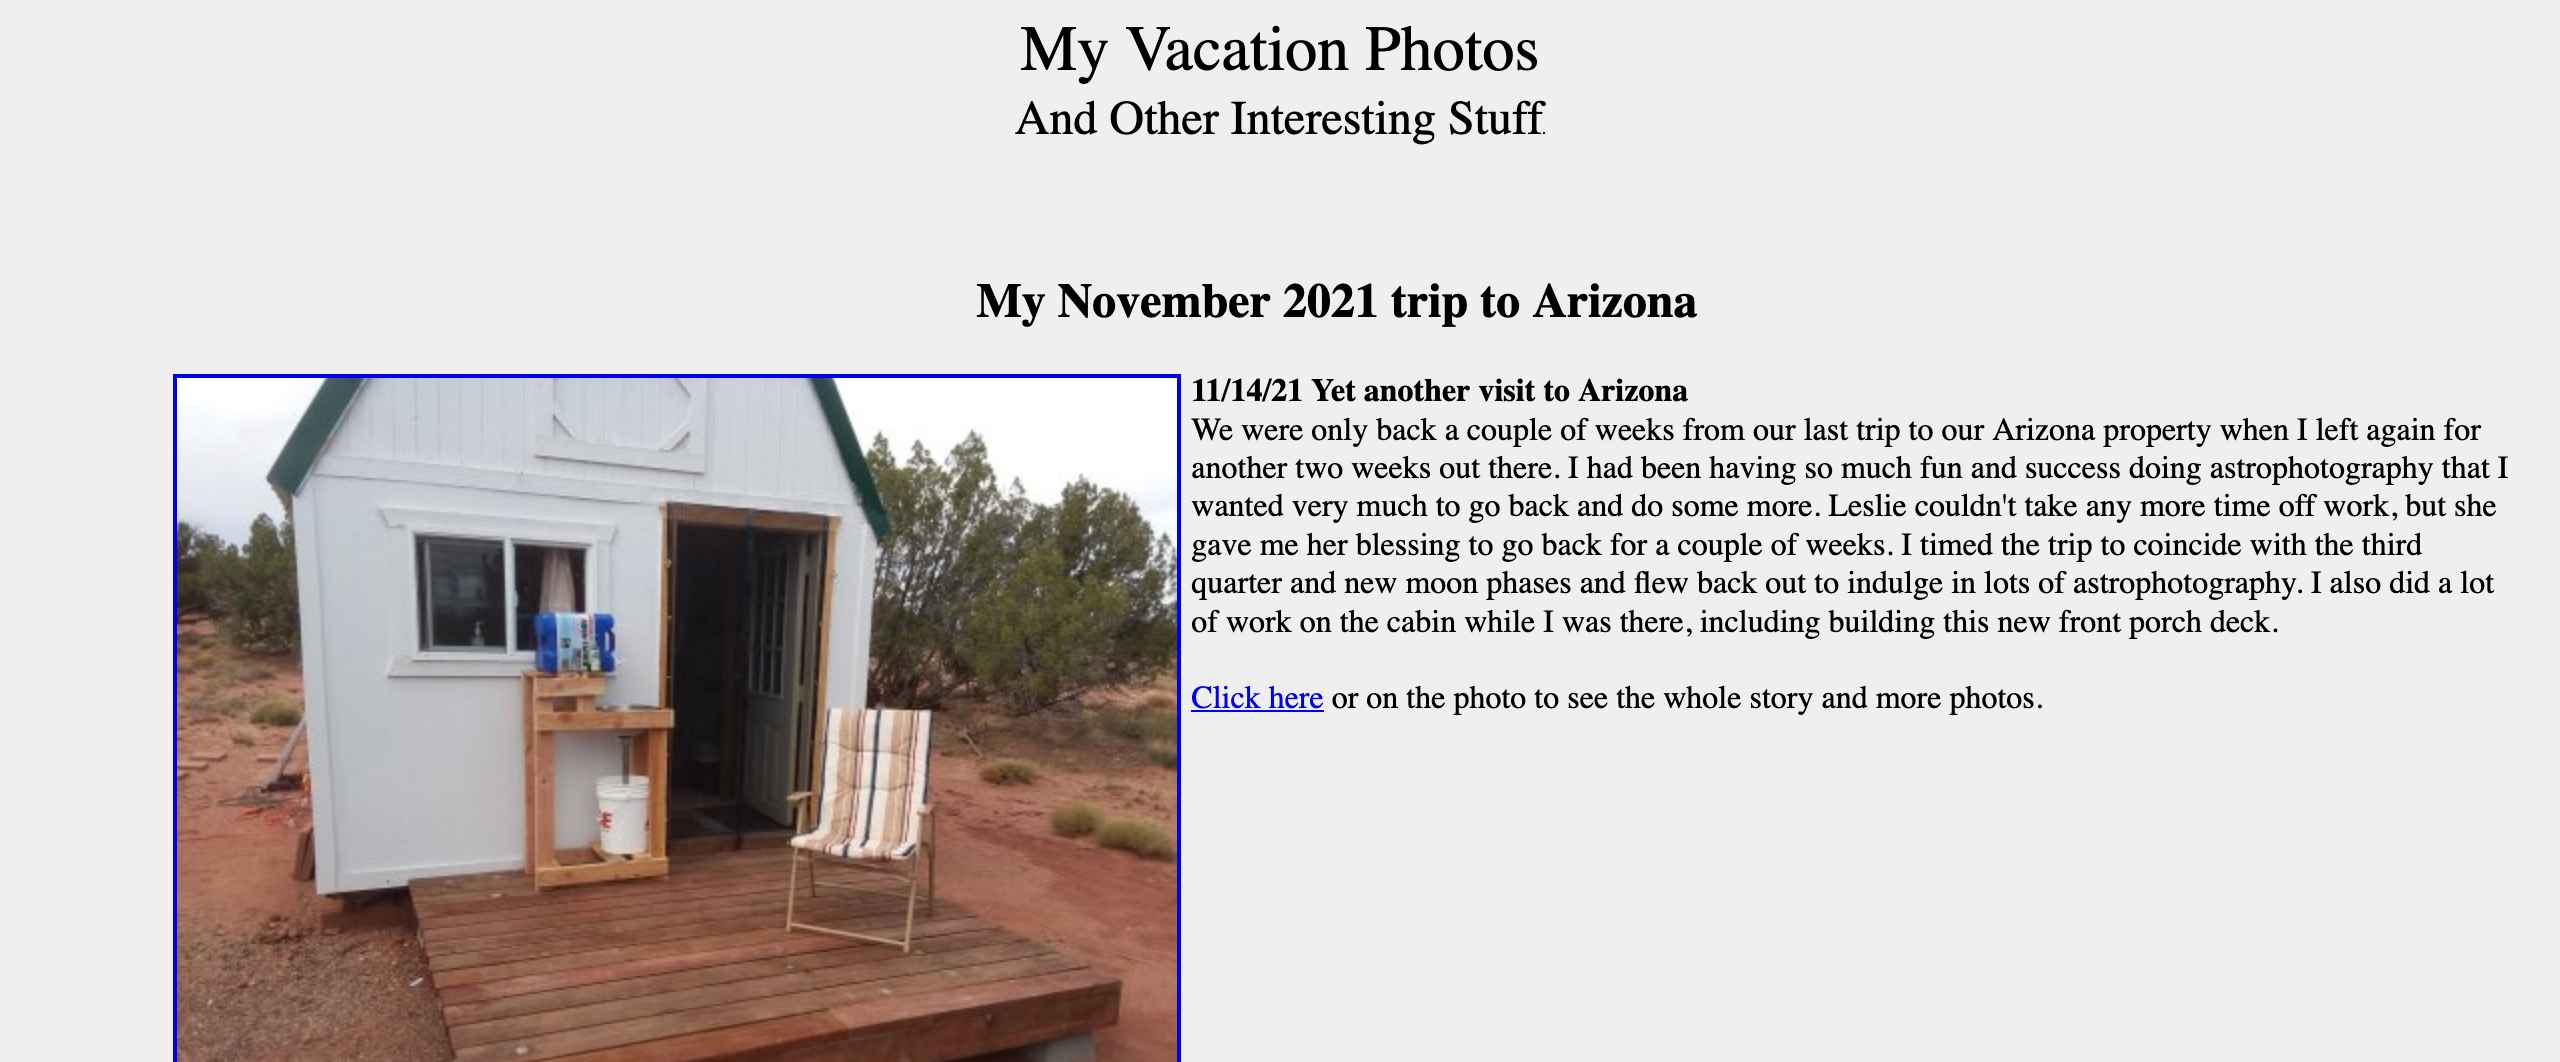 My Vacation Photos
And Other Interesting Stuff.
My November 2021 trip to Arizona
11/14/21 Yet another visit to Arizona
We were only back a couple of weeks from our last trip to our Arizona property when I left again for
another two weeks out there. I had been having so much fun and success doing astrophotography that I
wanted very much to go back and do some more. Leslie couldn't take any more time off work, but she
gave me her blessing to go back for a couple of weeks. I timed the trip to coincide with the third
quarter and new moon phases and flew back out to indulge in lots of astrophotography. I also did a lot
of work on the cabin while I was there, including building this new front porch deck.
Click here or on the photo to see the whole story and more photos.